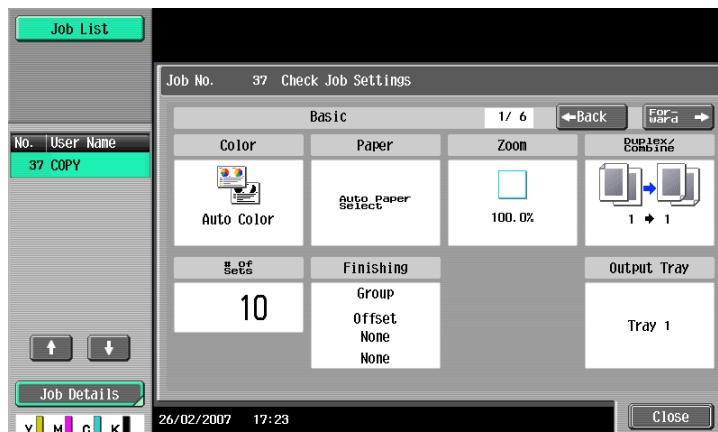 Job List
Job No. 37 Check Job Settings
Basic 1/ 6 Back For-ward
No. User Name
37 COPY
Color Paper Zoom Duplex/
Combine
Auto Color
Auto Paper
Select
100.0%
1 1
# of
Sets
Finishing
Output Tray
10
Group
Offset
None
None
Tray 1
Job Details
Y M C K
26/02/2007 17:23
Close